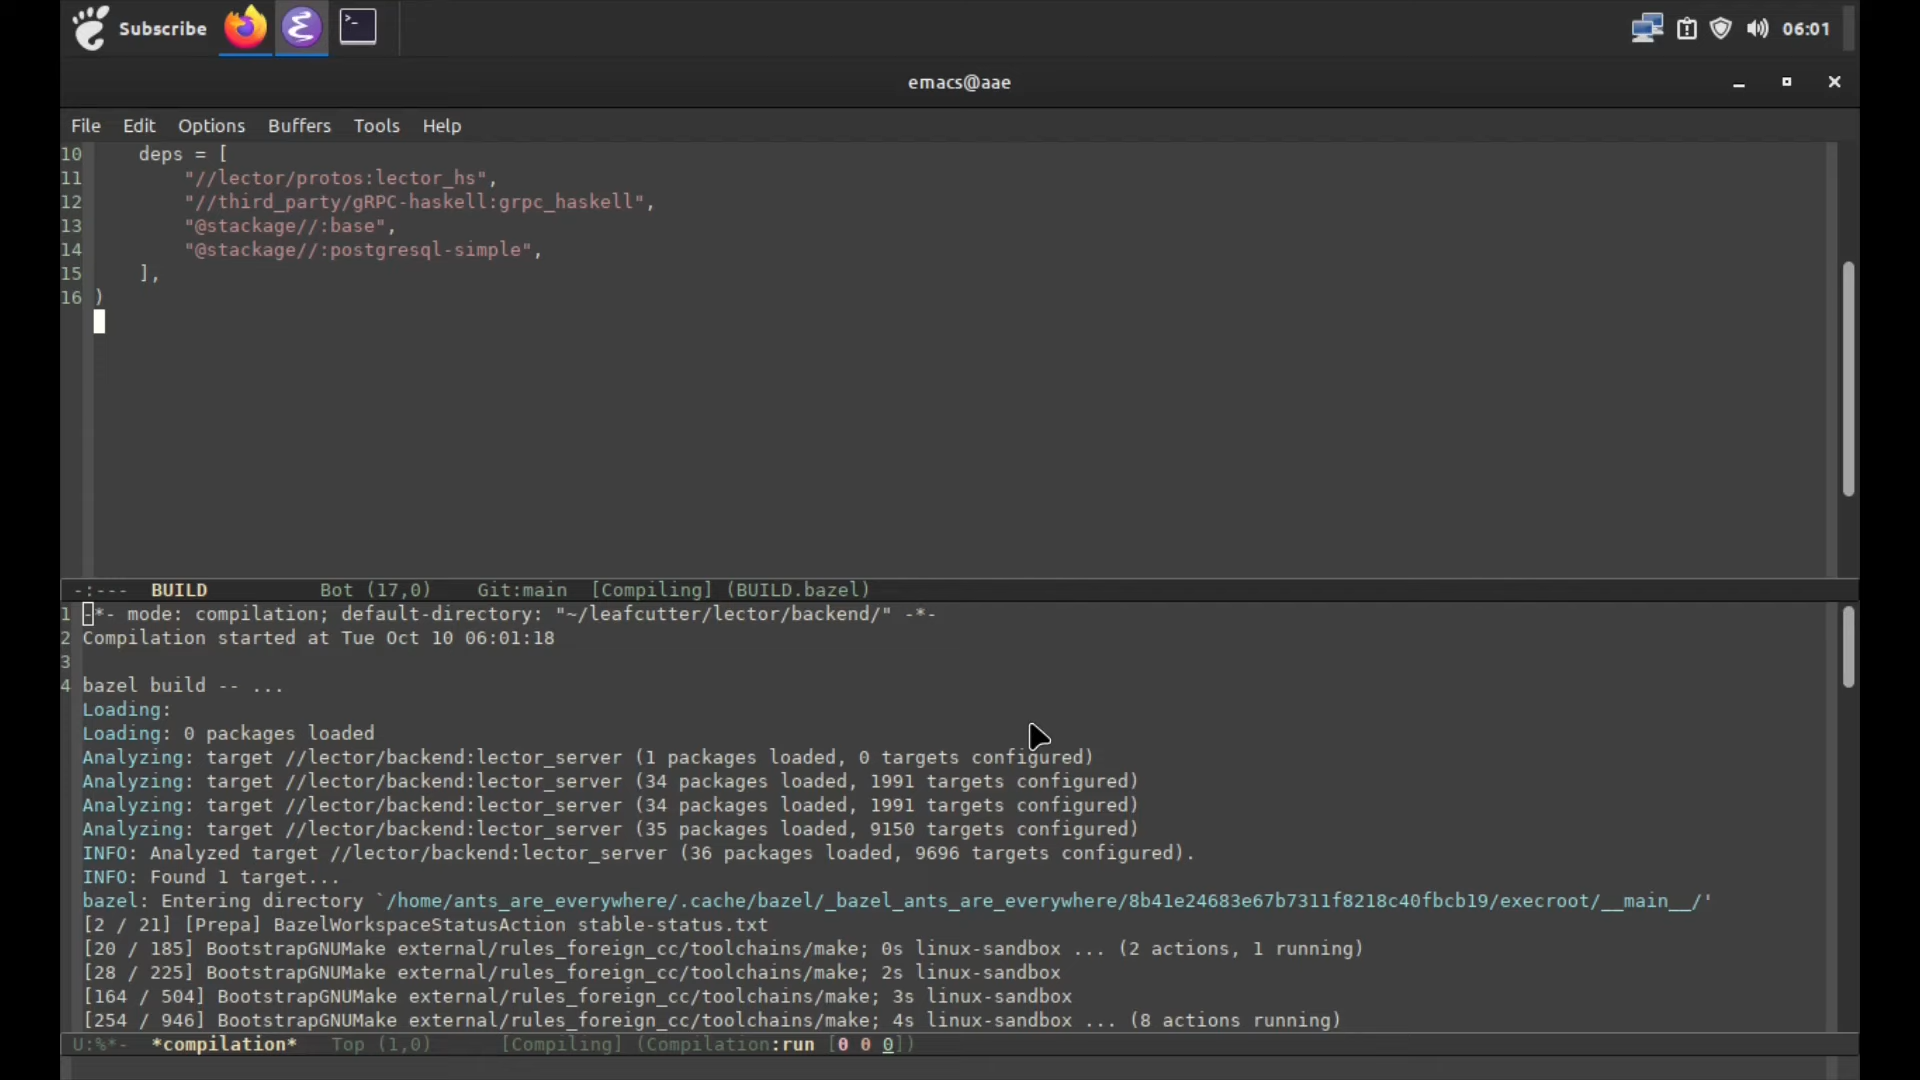 Subscribe
06:01
emacs@aae
File Edit Options Buffers Tools Help
10     deps = [
11         "//lector/protos:lector_hs",
12         "//third_party/gRPC-haskell:grpc_haskell",
13         "@stackage//:base",
14         "@stackage//:postgresql-simple",
15     ],
16 )
-:---  BUILD          Bot (17,0)    Git:main  [Compiling] (BUILD.bazel)
1 -*- mode: compilation; default-directory: "~/leafcutter/lector/backend/" -*-
2 Compilation started at Tue Oct 10 06:01:18
3
4 bazel build -- ...
Loading:
Loading: 0 packages loaded
Analyzing: target //lector/backend:lector_server (1 packages loaded, 0 targets configured)
Analyzing: target //lector/backend:lector_server (34 packages loaded, 1991 targets configured)
Analyzing: target //lector/backend:lector_server (34 packages loaded, 1991 targets configured)
Analyzing: target //lector/backend:lector_server (35 packages loaded, 9150 targets configured)
INFO: Analyzed target //lector/backend:lector_server (36 packages loaded, 9696 targets configured).
INFO: Found 1 target...
bazel: Entering directory `/home/ants_are_everywhere/.cache/bazel/_bazel_ants_are_everywhere/8b41e24683e67b7311f8218c40fbcb19/execroot/__main__/'
[2 / 21] [Prepa] BazelWorkspaceStatusAction stable-status.txt
[20 / 185] BootstrapGNUMake external/rules_foreign_cc/toolchains/make; 0s linux-sandbox ... (2 actions, 1 running)
[28 / 225] BootstrapGNUMake external/rules_foreign_cc/toolchains/make; 2s linux-sandbox
[164 / 504] BootstrapGNUMake external/rules_foreign_cc/toolchains/make; 3s linux-sandbox
[254 / 946] BootstrapGNUMake external/rules_foreign_cc/toolchains/make; 4s linux-sandbox ... (8 actions running)
U:%*-  *compilation*   Top (1,0)      [Compiling] (Compilation:run [0 0 0])